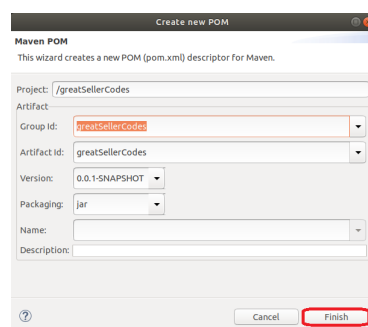 Create new POM
Maven POM
This wizard creates a new POM (pom.xml) descriptor for Maven.
Project: /greatSellerCodes
Artifact
Group Id: greatSellerCodes
Artifact Id: greatSellerCodes
Version: 0.0.1-SNAPSHOT
Packaging: jar
Name:
Description:
? Cancel Finish